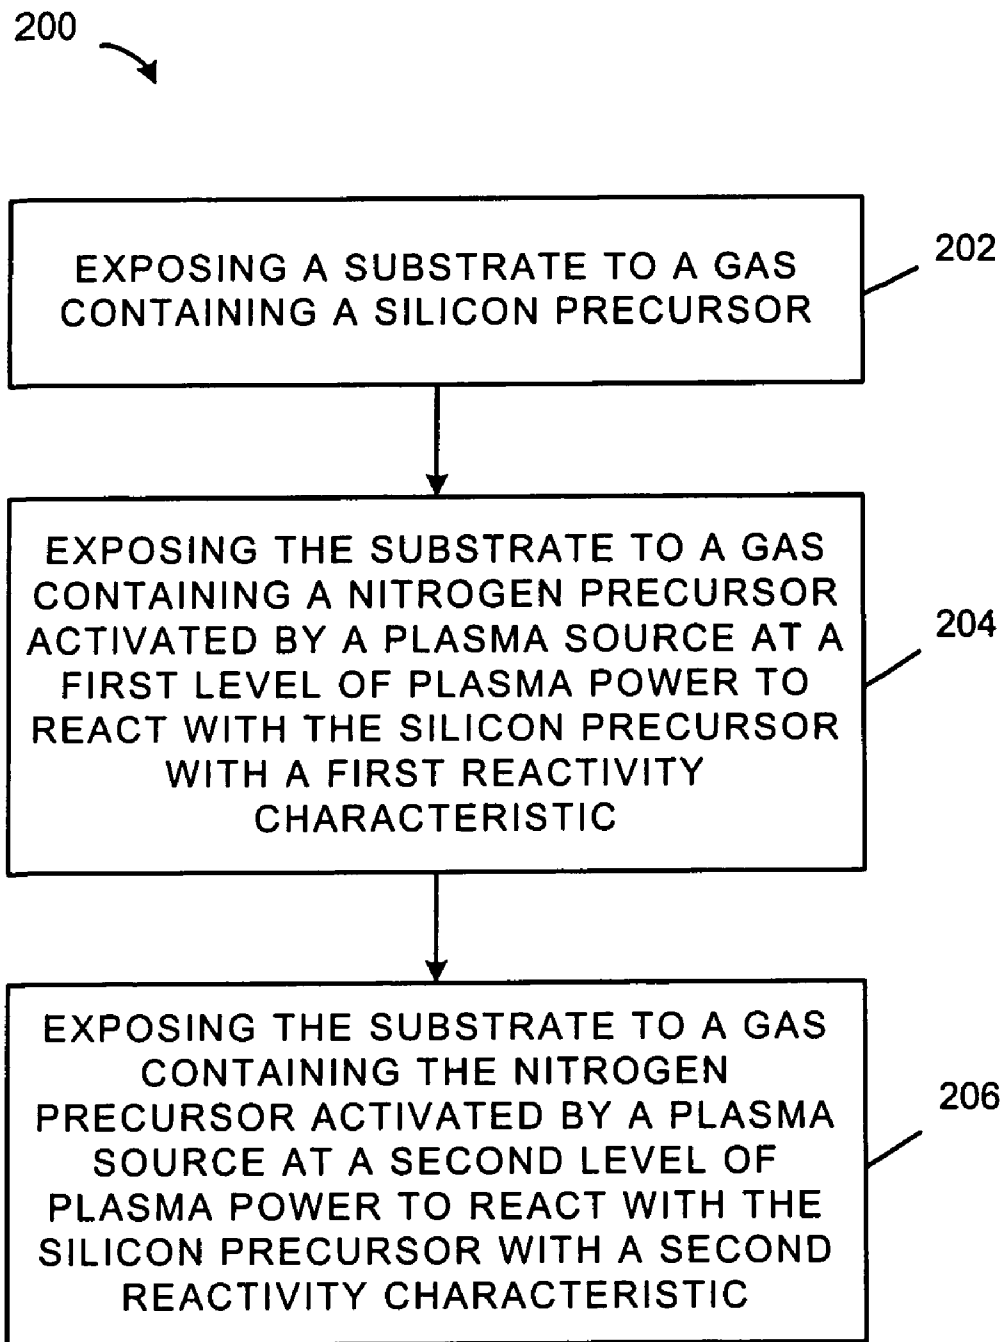 200
EXPOSING A SUBSTRATE TO A GAS
CONTAINING A SILICON PRECURSOR
202
EXPOSING THE SUBSTRATE TO A GAS
CONTAINING A NITROGEN PRECURSOR
ACTIVATED BY A PLASMA SOURCE AT A
FIRST LEVEL OF PLASMA POWER TO
REACT WITH THE SILICON PRECURSOR
WITH A FIRST REACTIVITY
CHARACTERISTIC
204
EXPOSING THE SUBSTRATE TO A GAS
CONTAINING THE NITROGEN
PRECURSOR ACTIVATED BY A PLASMA
SOURCE AT A SECOND LEVEL OF
PLASMA POWER TO REACT WITH THE
SILICON PRECURSOR WITH A SECOND
REACTIVITY CHARACTERISTIC
206